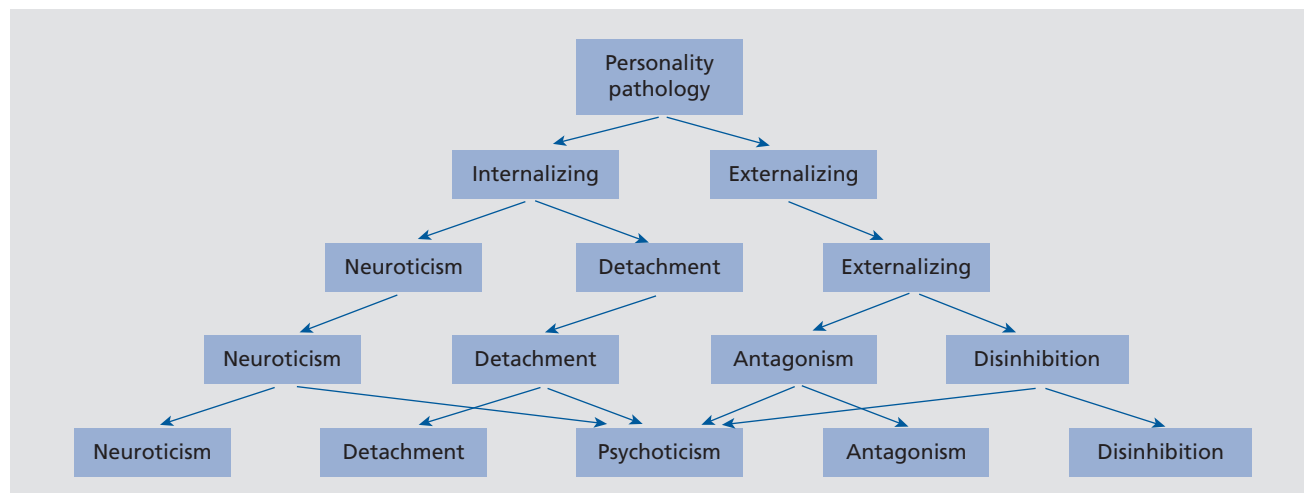 Personality
pathology
Internalizing
Externalizing
Neuroticism
Detachment
Externalizing
Neuroticism
Detachment
Antagonism
Disinhibition
Neuroticism
Detachment
Psychoticism
Antagonism
Disinhibition